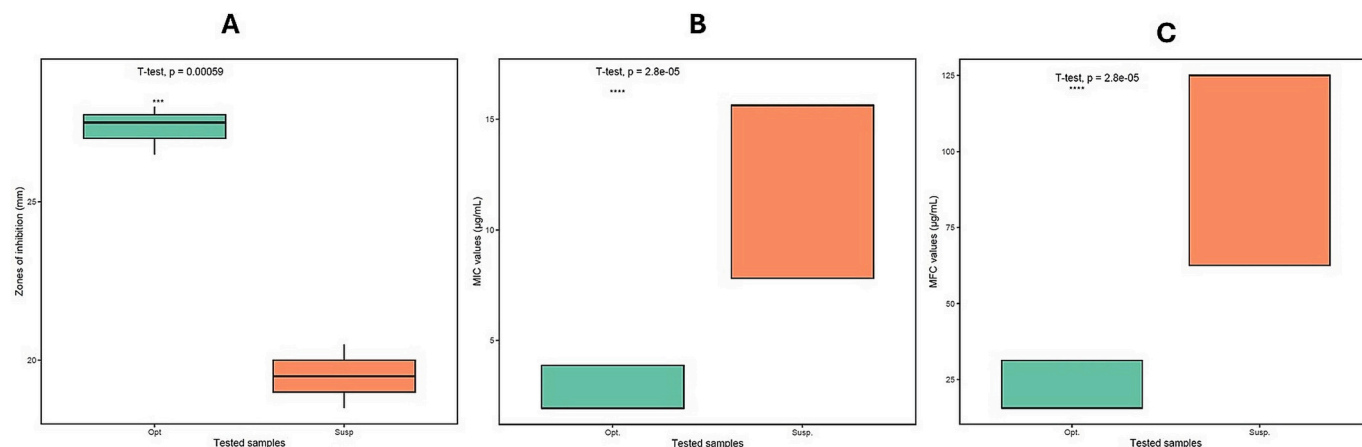 A
T-test, p = 0.00059
***
25
20
Zones of inhibition (mm)
Opt
Susp
Tested samples
B
T-test, p = 2.8e-05
****
15
10
5
MIC values (µg/mL)
Opt.
Susp.
Tested samples
C
T-test, p = 2.8e-05
****
125
100
75
50
25
MFC values (µg/mL)
Opt.
Susp.
Tested samples